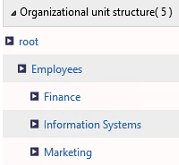 Organizational unit structure( 5 )
root
Employees
Finance
Information Systems
Marketing